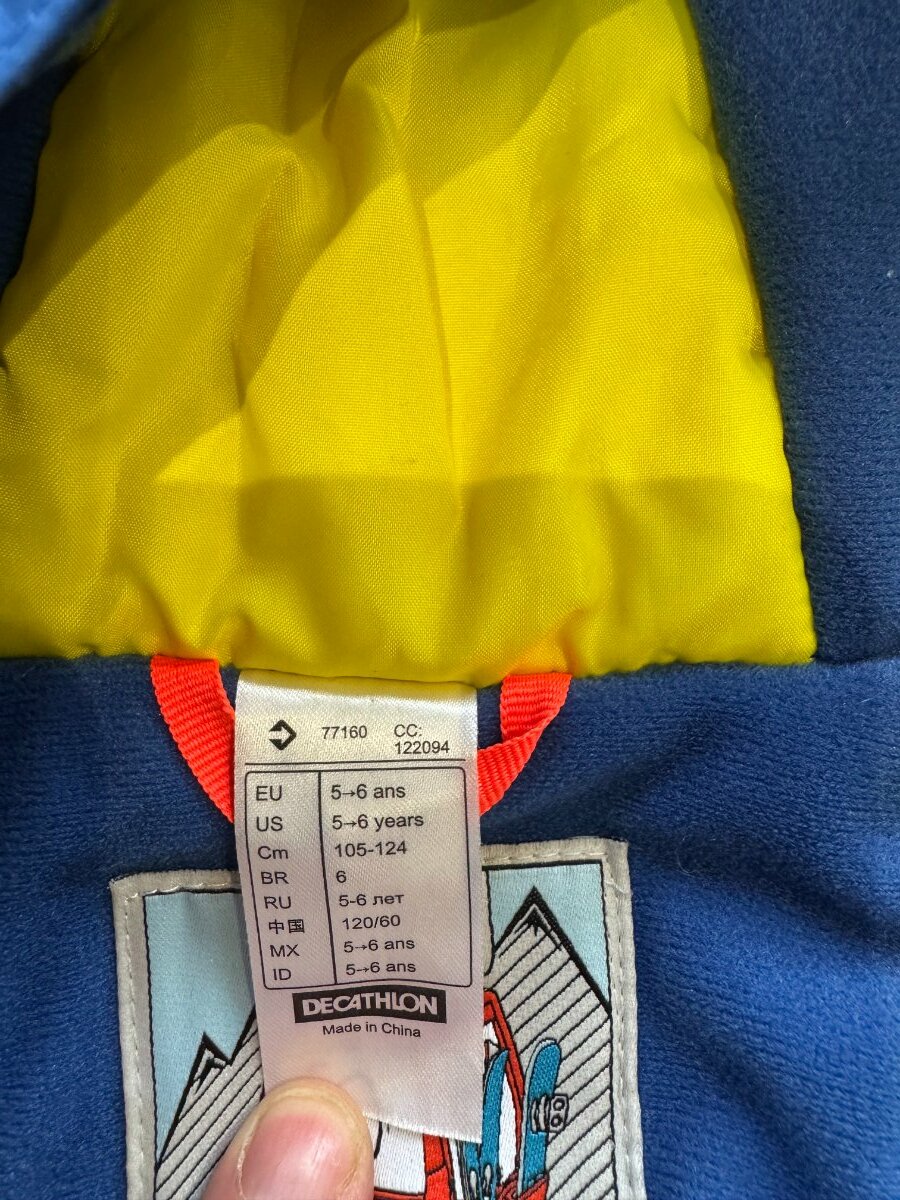 77160 CC:
122094
EU 5→6 ans
US 5→6 years
Cm 105-124
BR 6
RU 5-6 лет
中国 120/60
MX 5→6 ans
ID 5→6 ans
DECATHLON
Made in China